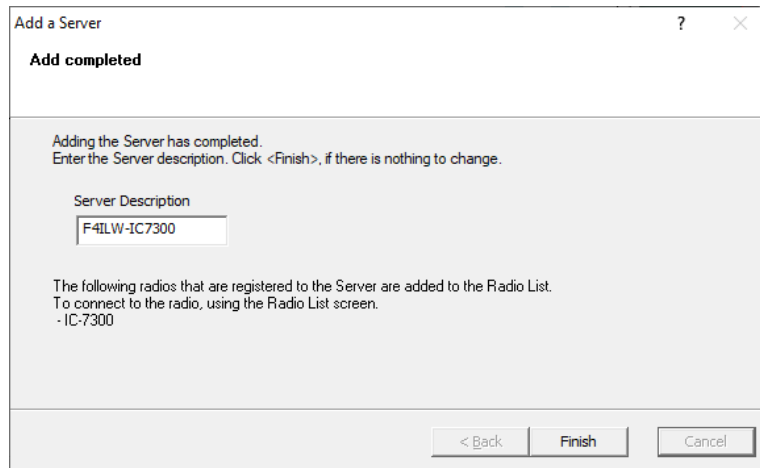 Add a Server
?
Add completed
Adding the Server has completed.
Enter the Server description. Click <Finish>, if there is nothing to change.
Server Description
F4ILW-IC7300
The following radios that are registered to the Server are added to the Radio List.
To connect to the radio, using the Radio List screen.
- IC-7300
< Back Finish Cancel